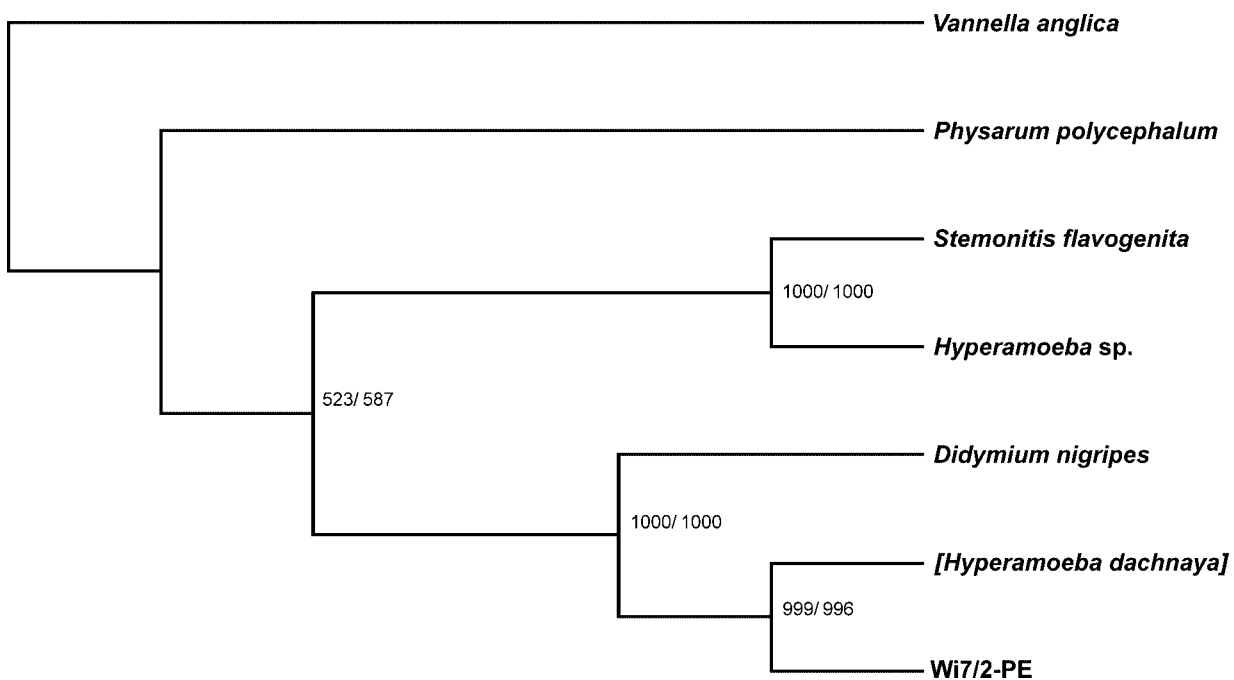 Vannella anglica
Physarum polycephalum
Stemonitis flavogenita
1000/ 1000
Hyperamoeba sp.
523/ 587
Didymium nigripes
1000/ 1000
[Hyperamoeba dachnaya]
999/ 996
Wi7/2-PE